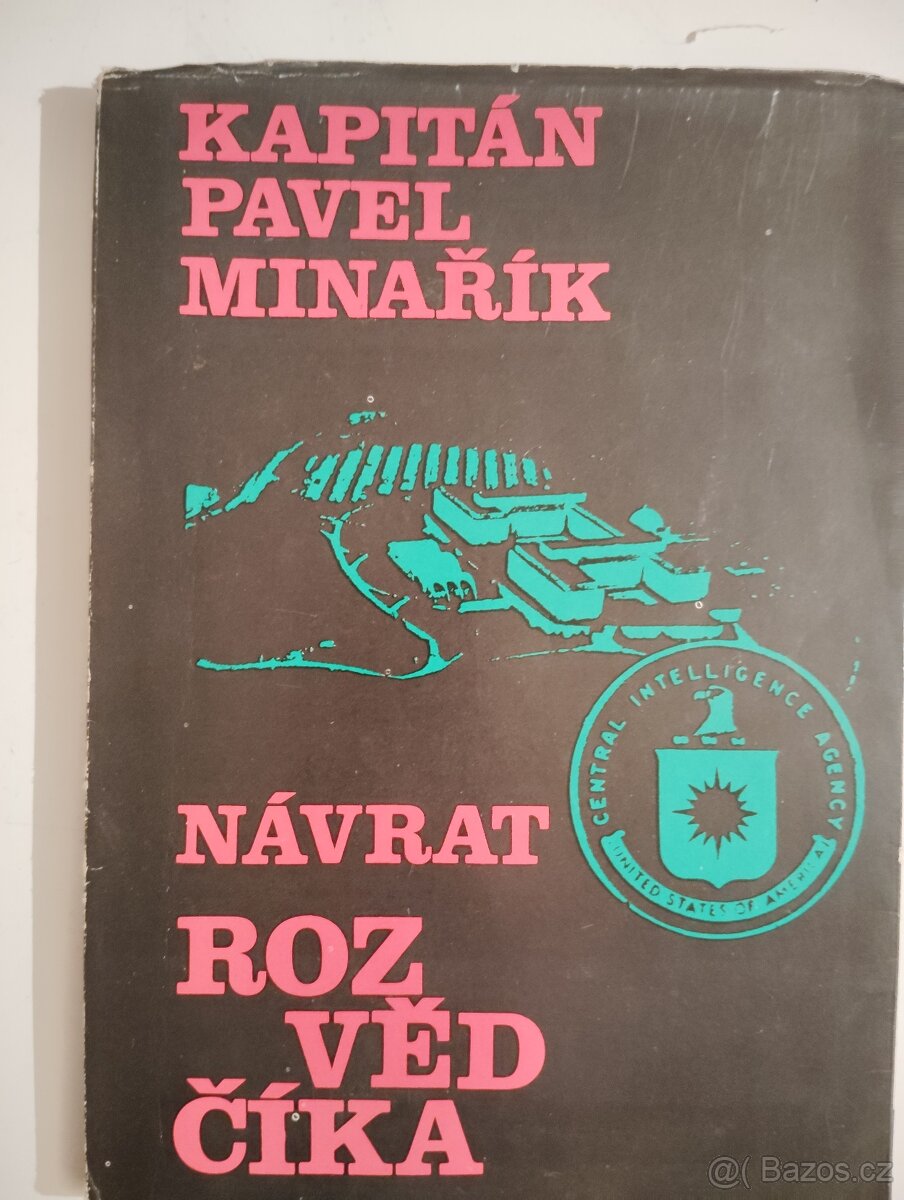 KAPITÁN
PAVEL
MINAŘÍK
CENTRAL INTELLIGENCE AGENCY
UNITED STATES OF AMERICA
NÁVRAT
ROZ
VĚD
ČÍKA
@( Bazos.cz